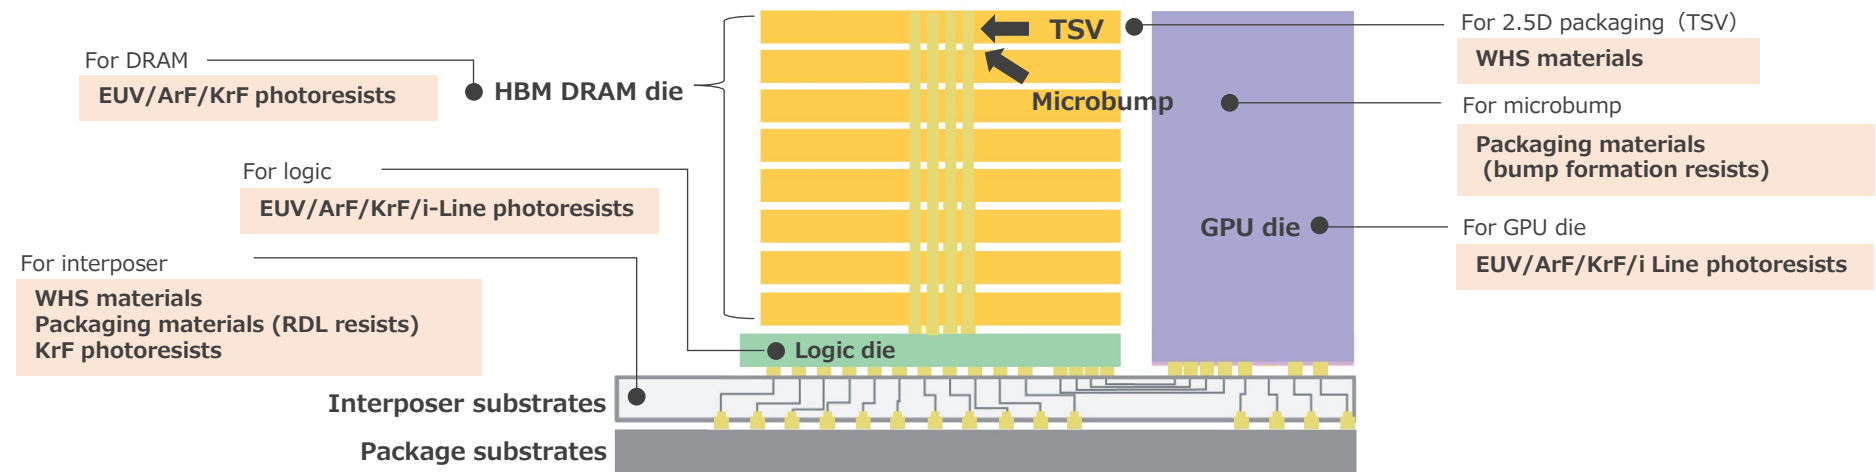 For DRAM
EUV/ArF/KrF photoresists
HBM DRAM die
For logic
EUV/ArF/KrF/i-Line photoresists
For interposer
WHS materials
Packaging materials (RDL resists)
KrF photoresists
TSV
Microbump
GPU die
Logic die
Interposer substrates
Package substrates
For 2.5D packaging（TSV）
WHS materials
For microbump
Packaging materials
(bump formation resists)
For GPU die
EUV/ArF/KrF/i Line photoresists